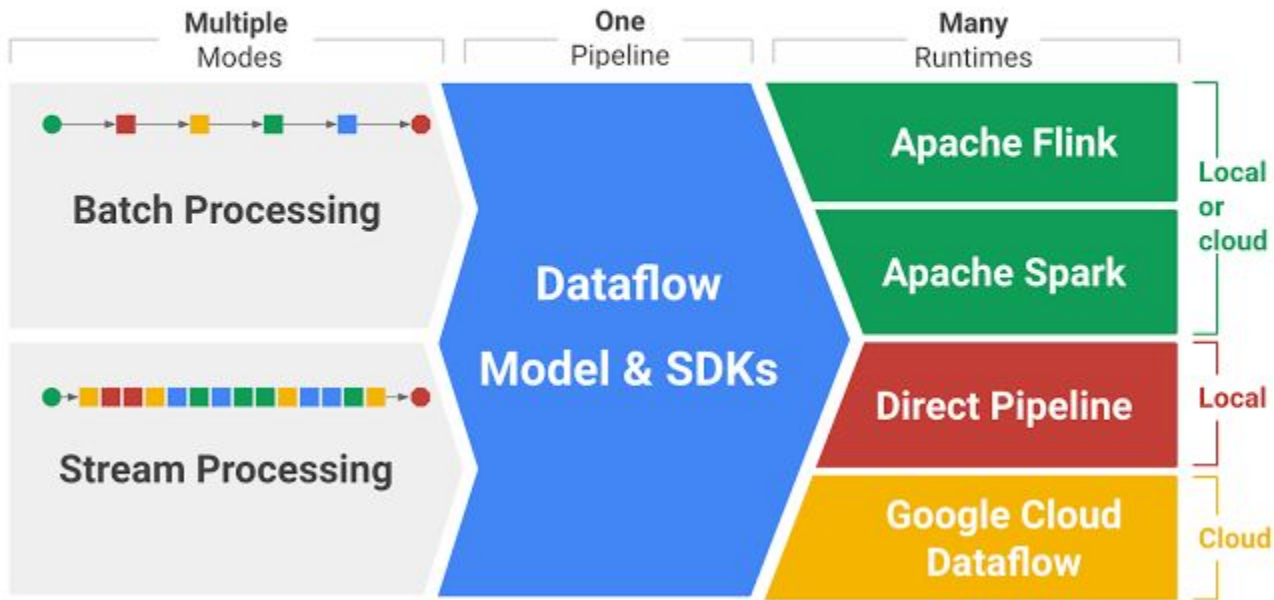 Multiple
Modes
One
Pipeline
Many
Runtimes
Batch Processing
Stream Processing
Dataflow
Model & SDKs
Apache Flink
Apache Spark
Direct Pipeline
Google Cloud
Dataflow
Local
or
cloud
Local
Cloud